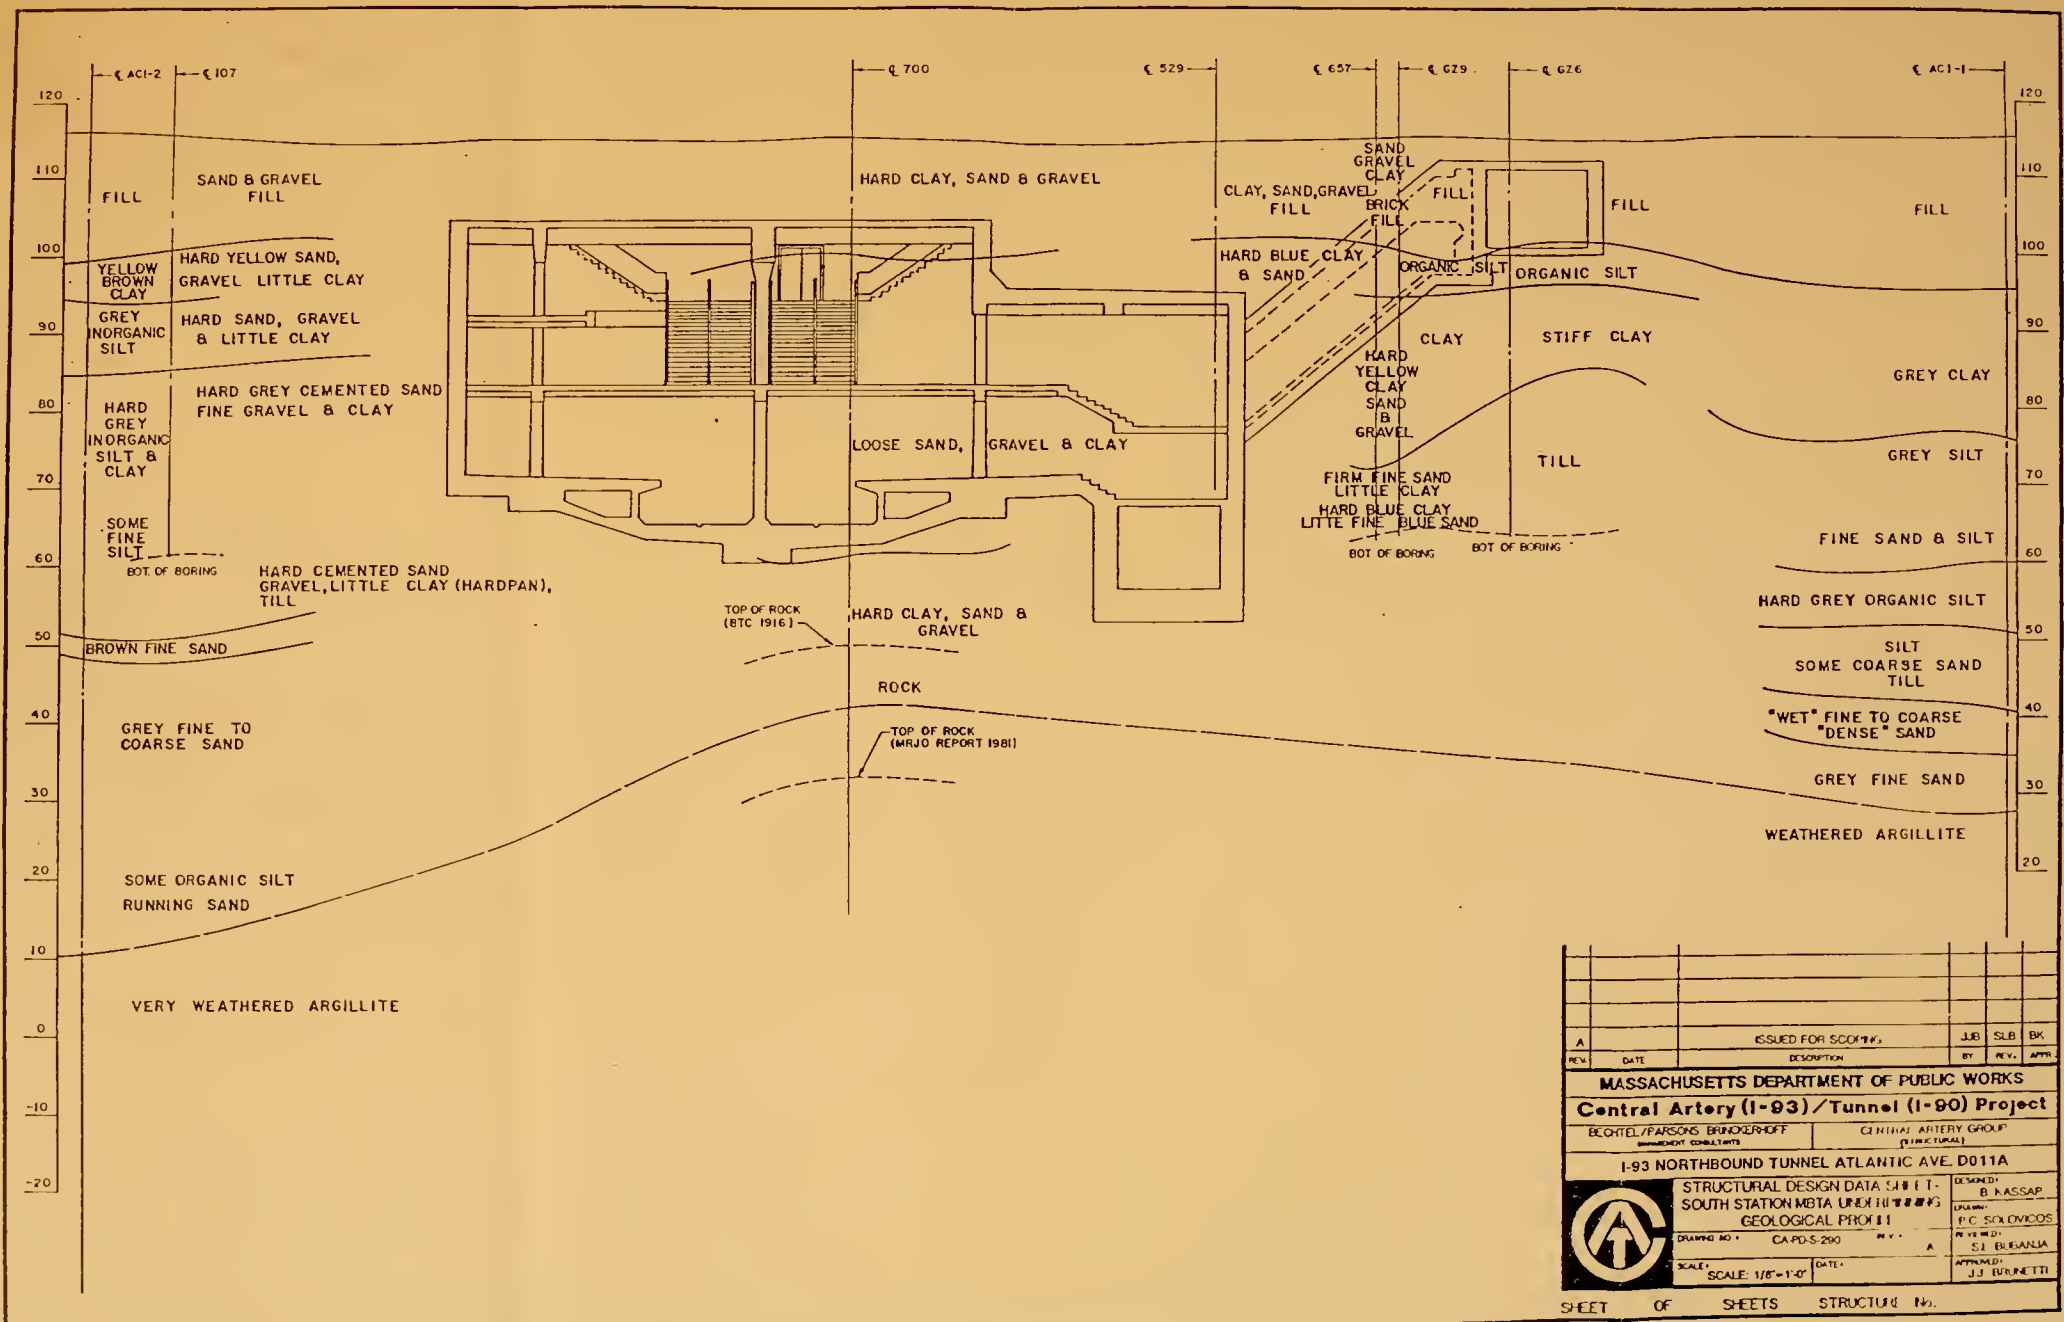 ℄ AC1-2
℄ 107
℄ 700
℄ 529
℄ 657
℄ GZ9
℄ GZ6
℄ AC1-1
120
110
100
90
80
70
60
50
40
30
20
10
0
-10
-20
FILL
SAND & GRAVEL
FILL
YELLOW
BROWN
CLAY
HARD YELLOW SAND,
GRAVEL LITTLE CLAY
GREY
INORGANIC
SILT
HARD SAND, GRAVEL
& LITTLE CLAY
HARD GREY CEMENTED SAND
FINE GRAVEL & CLAY
HARD
GREY
INORGANIC
SILT &
CLAY
SOME
FINE
SILT
BOT. OF BORING
HARD CEMENTED SAND
GRAVEL, LITTLE CLAY (HARDPAN),
TILL
BROWN FINE SAND
GREY FINE TO
COARSE SAND
SOME ORGANIC SILT
RUNNING SAND
VERY WEATHERED ARGILLITE
HARD CLAY, SAND & GRAVEL
LOOSE SAND, GRAVEL & CLAY
TOP OF ROCK
(BTC 1916)
HARD CLAY, SAND &
GRAVEL
ROCK
TOP OF ROCK
(MRJO REPORT 1981)
CLAY, SAND, GRAVEL
FILL
SAND
GRAVEL
CLAY
FILL
BRICK
FILL
HARD BLUE CLAY
& SAND
ORGANIC SILT
ORGANIC SILT
FILL
CLAY
STIFF CLAY
HARD
YELLOW
CLAY
SAND
&
GRAVEL
TILL
FIRM FINE SAND
LITTLE CLAY
HARD BLUE CLAY
LITTE FINE BLUE SAND
BOT OF BORING
BOT OF BORING
FILL
GREY CLAY
GREY SILT
FINE SAND & SILT
HARD GREY ORGANIC SILT
SILT
SOME COARSE SAND
TILL
"WET" FINE TO COARSE
"DENSE" SAND
GREY FINE SAND
WEATHERED ARGILLITE
120
110
100
90
80
70
60
50
40
30
20
A ISSUED FOR SCOPING JJB SLB BK
REV. DATE DESCRIPTION BY REV. APPR.
MASSACHUSETTS DEPARTMENT OF PUBLIC WORKS
Central Artery (I-93) / Tunnel (I-90) Project
BECHTEL/PARSONS BRINCKERHOFF
MANAGEMENT CONSULTANTS
CENTRAL ARTERY GROUP
(STRUCTURAL)
I-93 NORTHBOUND TUNNEL ATLANTIC AVE. D011A
STRUCTURAL DESIGN DATA SHEET-
SOUTH STATION MBTA UNDERPINNING
GEOLOGICAL PROFILE
DESIGNED:
B. KASSAP
DRAWN:
P.C. SOLOVICOS
REVIEWED:
S.I. BUGANJA
APPROVED:
J.J. BRUNETTI
DRAWING NO. CA-PD-S-290 REV. A
SCALE: SCALE: 1/8"=1'-0" DATE:
SHEET OF SHEETS STRUCTURE No.